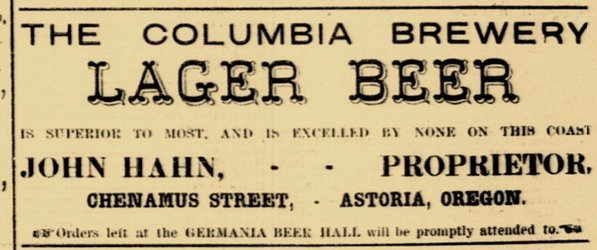 THE COLUMBIA BREWERY
LAGER BEER
IS SUPERIOR TO MOST, AND IS EXCELLED BY NONE ON THIS COAST
JOHN HAHN, - - PROPRIETOR,
CHENAMUS STREET, - ASTORIA, OREGON.
☞Orders left at the GERMANIA BEER HALL will be promptly attended to.☜